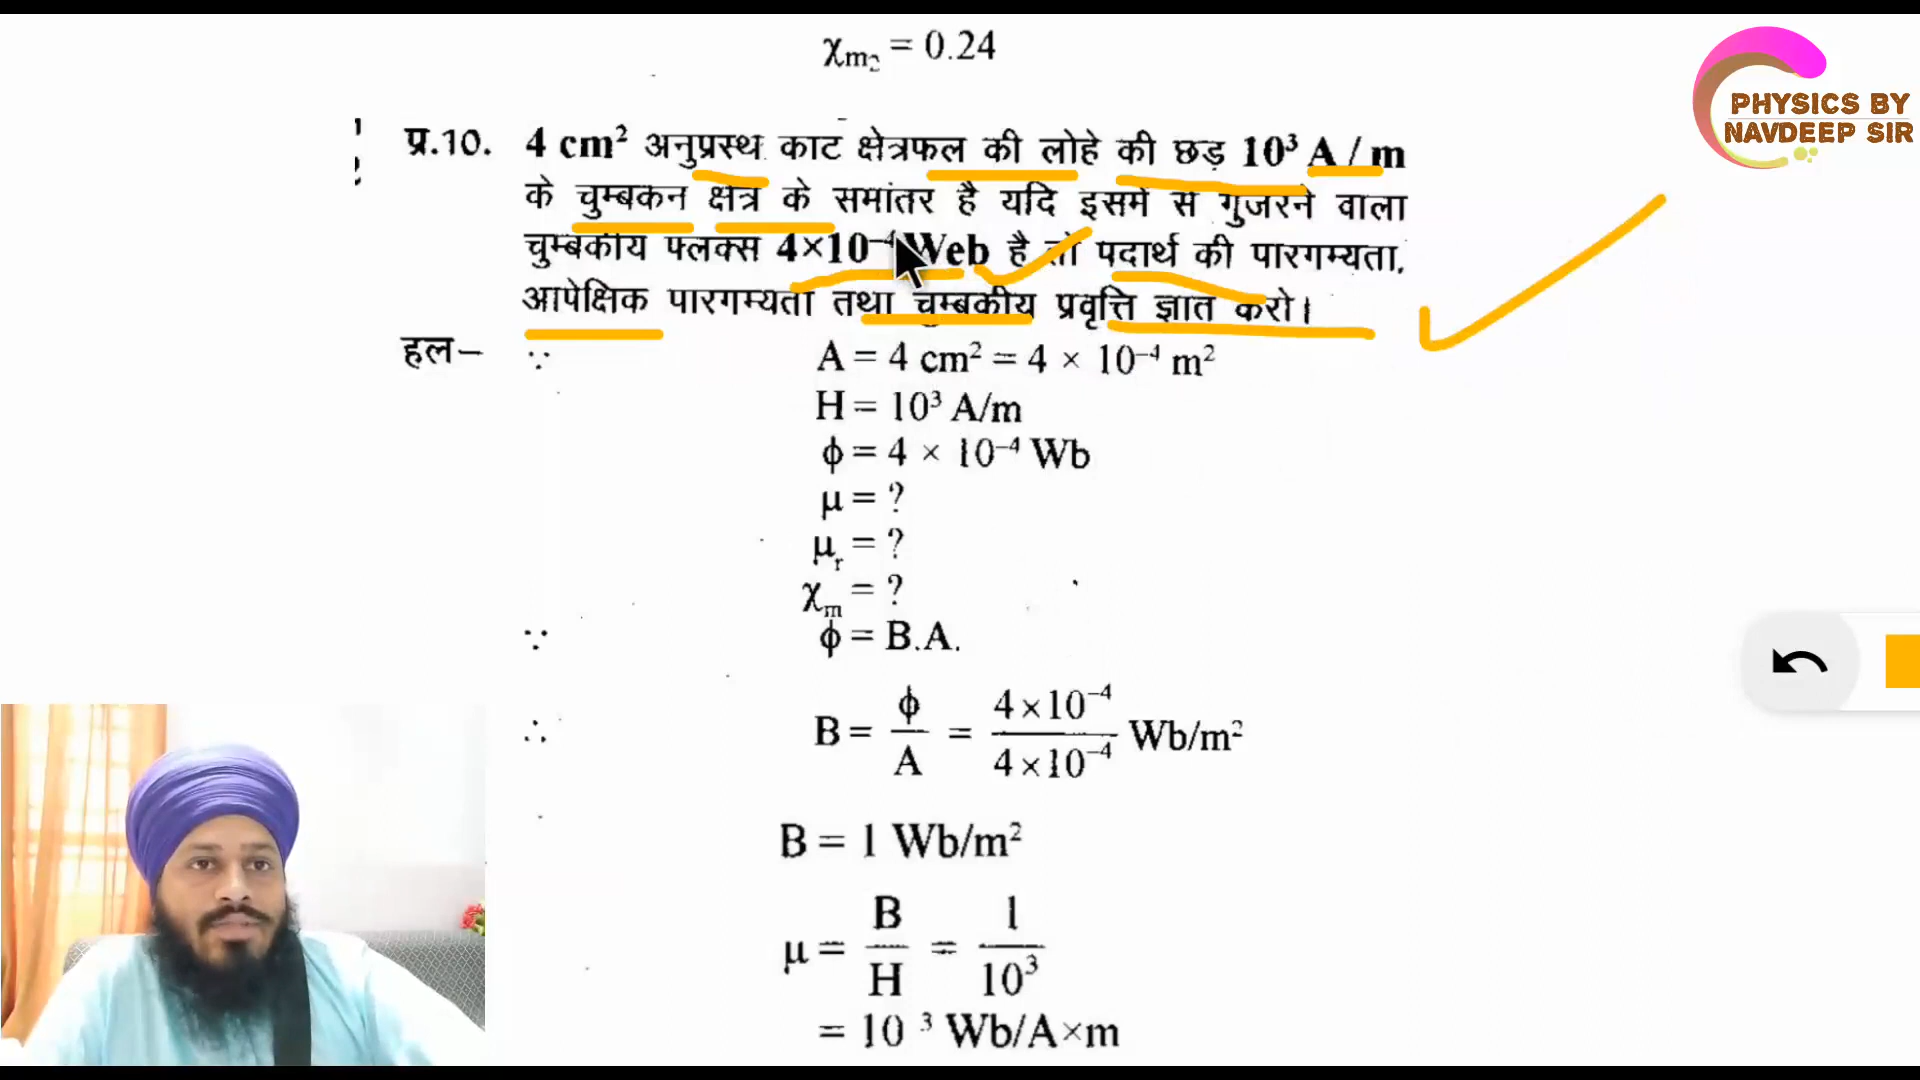 χm₂ = 0.24
PHYSICS BY
NAVDEEP SIR
प्र.10. 4 cm² अनुप्रस्थ काट क्षेत्रफल की लोहे की छड़ 10³ A / m
के चुम्बकन क्षेत्र के समांतर है यदि इसमें से गुजरने वाला
चुम्बकीय फ्लक्स 4×10⁻⁴ Web है तो पदार्थ की पारगम्यता,
आपेक्षिक पारगम्यता तथा चुम्बकीय प्रवृत्ति ज्ञात करो।
हल– ∵ A = 4 cm² = 4 × 10⁻⁴ m²
H = 10³ A/m
ϕ = 4 × 10⁻⁴ Wb
μ = ?
μᵣ = ?
χₘ = ?
∵ ϕ = B.A.
∴ B = ϕ/A = 4×10⁻⁴/4×10⁻⁴ Wb/m²
B = 1 Wb/m²
μ = B/H = 1/10³
= 10 ³ Wb/A×m